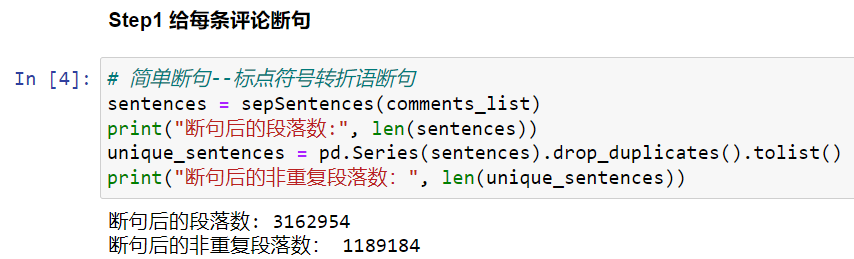 Step1 给每条评论断句
In [4]: # 简单断句--标点符号转折语断句
sentences = sepSentences(comments_list)
print("断句后的段落数:", len(sentences))
unique_sentences = pd.Series(sentences).drop_duplicates().tolist()
print("断句后的非重复段落数：", len(unique_sentences))
断句后的段落数: 3162954
断句后的非重复段落数： 1189184